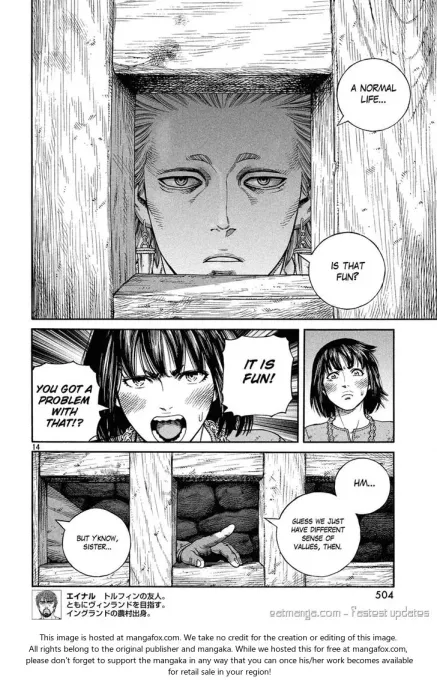 A NORMAL
LIFE...
IS THAT
FUN?
IT IS
FUN!
YOU GOT A
PROBLEM
WITH
THAT!?
14
HM...
GUESS WE JUST
HAVE DIFFERENT
SENSE OF
VALUES, THEN.
BUT Y'KNOW,
SISTER...
504
エイナル トルフィンの友人。
ともにヴィンランドを目指す。
イングランドの農村出身。
eatmanga.com - Fastest updates
This image is hosted at mangafox.com. We take no credit for the creation or editing of this image.
All rights belong to the original publisher and mangaka. While we hosted this for free at mangafox.com,
please don't forget to support the mangaka in any way that you can once his/her work becomes available
for retail sale in your region!